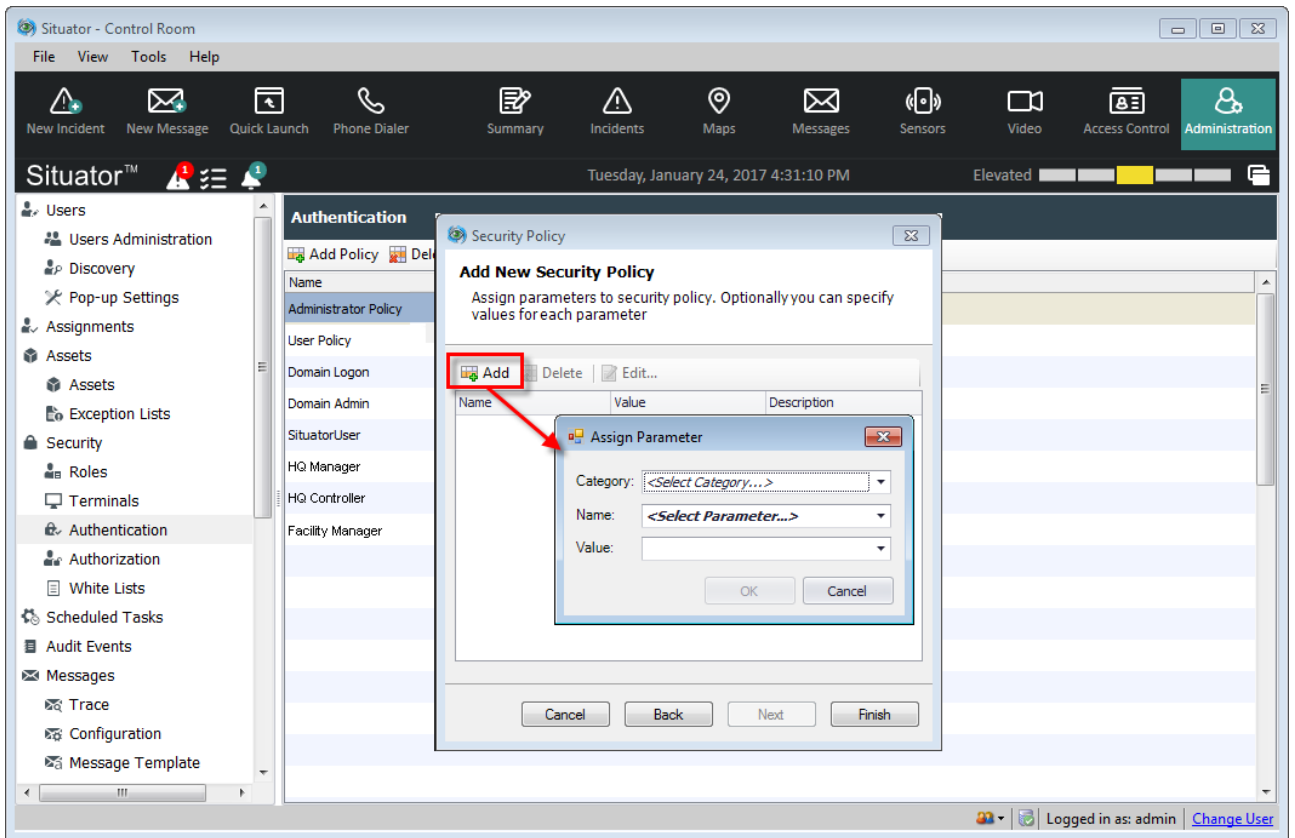 Situator - Control Room
File View Tools Help
New Incident New Message Quick Launch Phone Dialer Summary Incidents Maps Messages Sensors Video Access Control Administration
Situator™ 1 1 Tuesday, January 24, 2017 4:31:10 PM Elevated
Users
Users Administration
Discovery
Pop-up Settings
Assignments
Assets
Assets
Exception Lists
Security
Roles
Terminals
Authentication
Authorization
White Lists
Scheduled Tasks
Audit Events
Messages
Trace
Configuration
Message Template
Authentication
Add Policy Dele
Name
Administrator Policy
User Policy
Domain Logon
Domain Admin
SituatorUser
HQ Manager
HQ Controller
Facility Manager
Security Policy
Add New Security Policy
Assign parameters to security policy. Optionally you can specify
values for each parameter
Add Delete Edit...
Name Value Description
Assign Parameter
Category: <Select Category...>
Name: <Select Parameter...>
Value:
OK Cancel
Cancel Back Next Finish
Logged in as: admin Change User